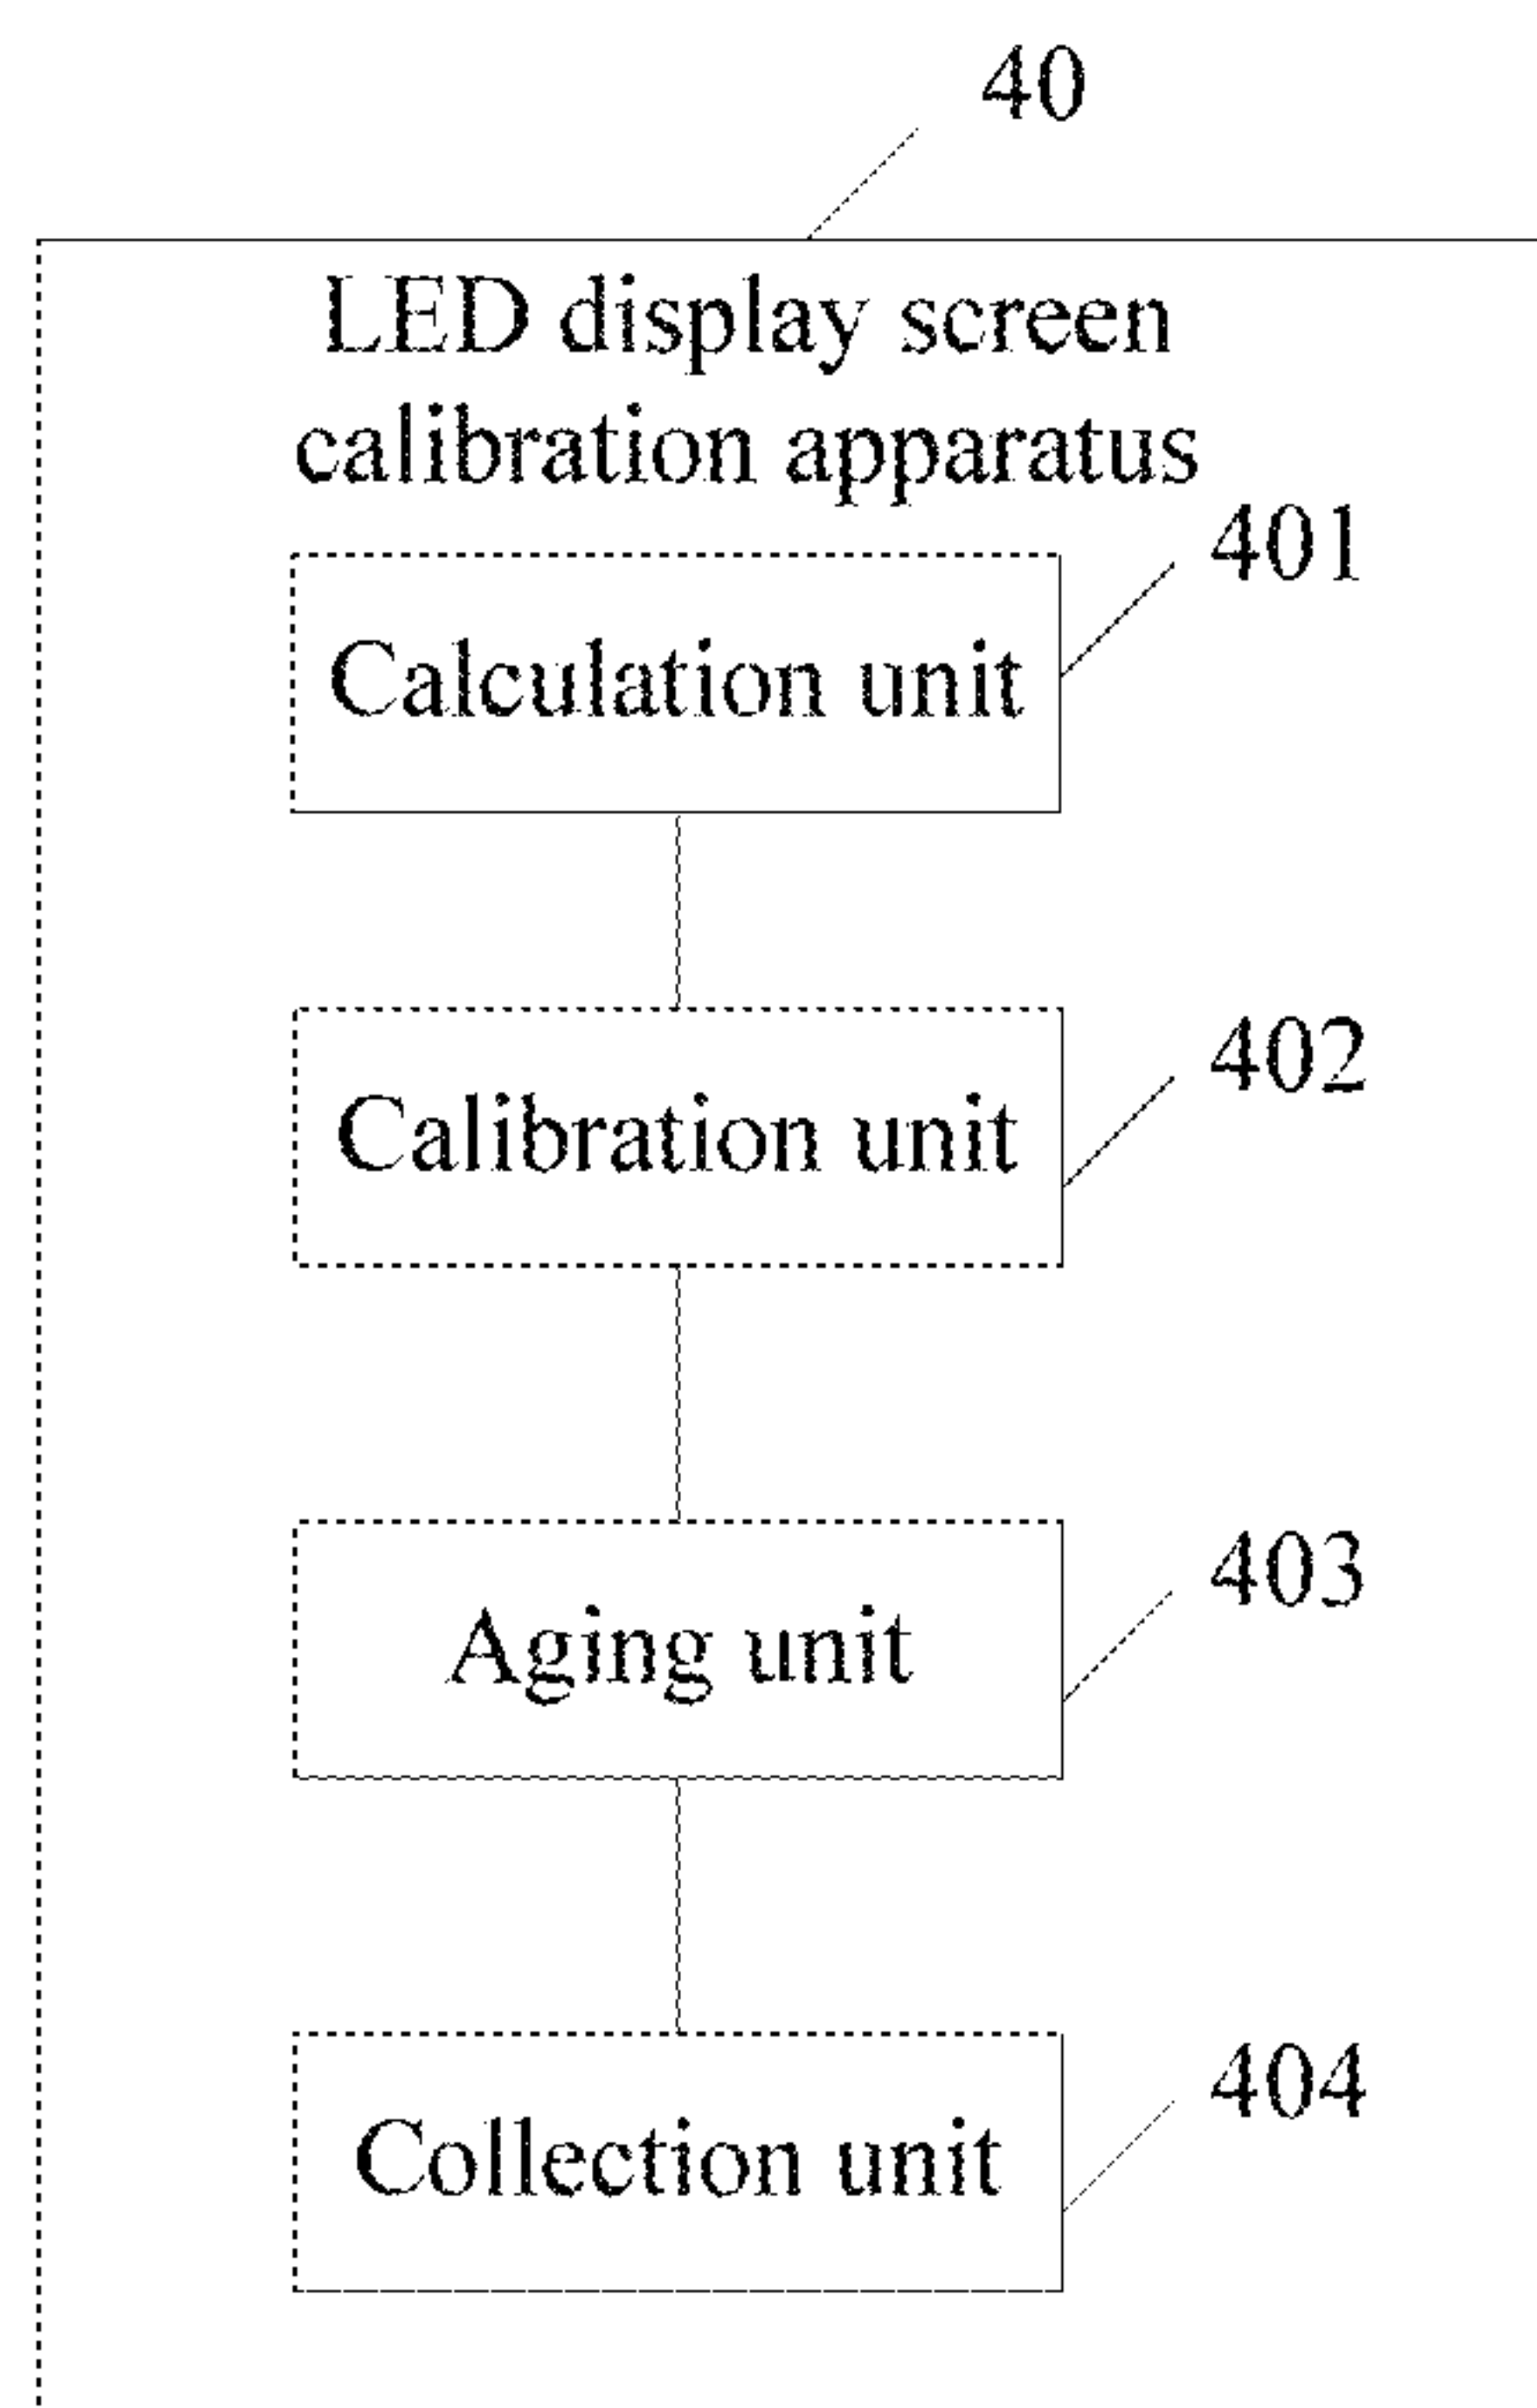 40
LED display screen
calibration apparatus
401
Calculation unit
402
Calibration unit
403
Aging unit
404
Collection unit